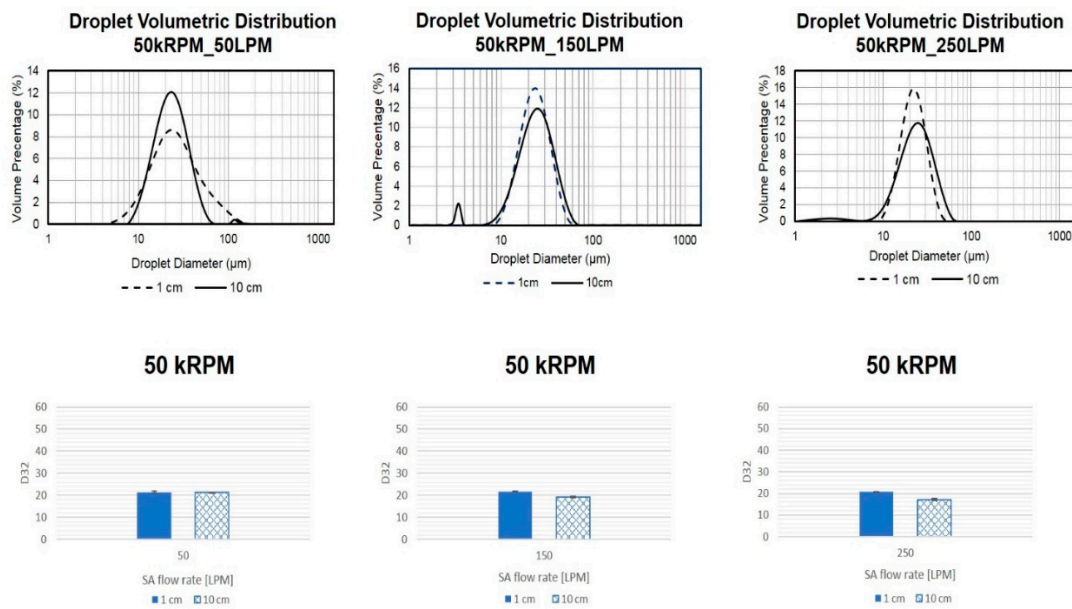 Droplet Volumetric Distribution
50kRPM_50LPM
14
12
10
8
6
4
2
0
Volume Precentage (%)
1
10
100
1000
Droplet Diameter (µm)
1 cm
10 cm
Droplet Volumetric Distribution
50kRPM_150LPM
16
14
12
10
8
6
4
2
0
Volume Precentage (%)
1
10
100
1000
Droplet Diameter (µm)
1cm
10cm
Droplet Volumetric Distribution
50kRPM_250LPM
18
16
14
12
10
8
6
4
2
0
Volume Precentage (%)
1
10
100
1000
Droplet Diameter (µm)
1 cm
10 cm
50 kRPM
60
50
40
30
20
10
0
D32
50
SA flow rate [LPM]
1 cm
10 cm
50 kRPM
60
50
40
30
20
10
0
D32
150
SA flow rate [LPM]
1 cm
10 cm
50 kRPM
60
50
40
30
20
10
0
D32
250
SA flow rate [LPM]
1 cm
10 cm